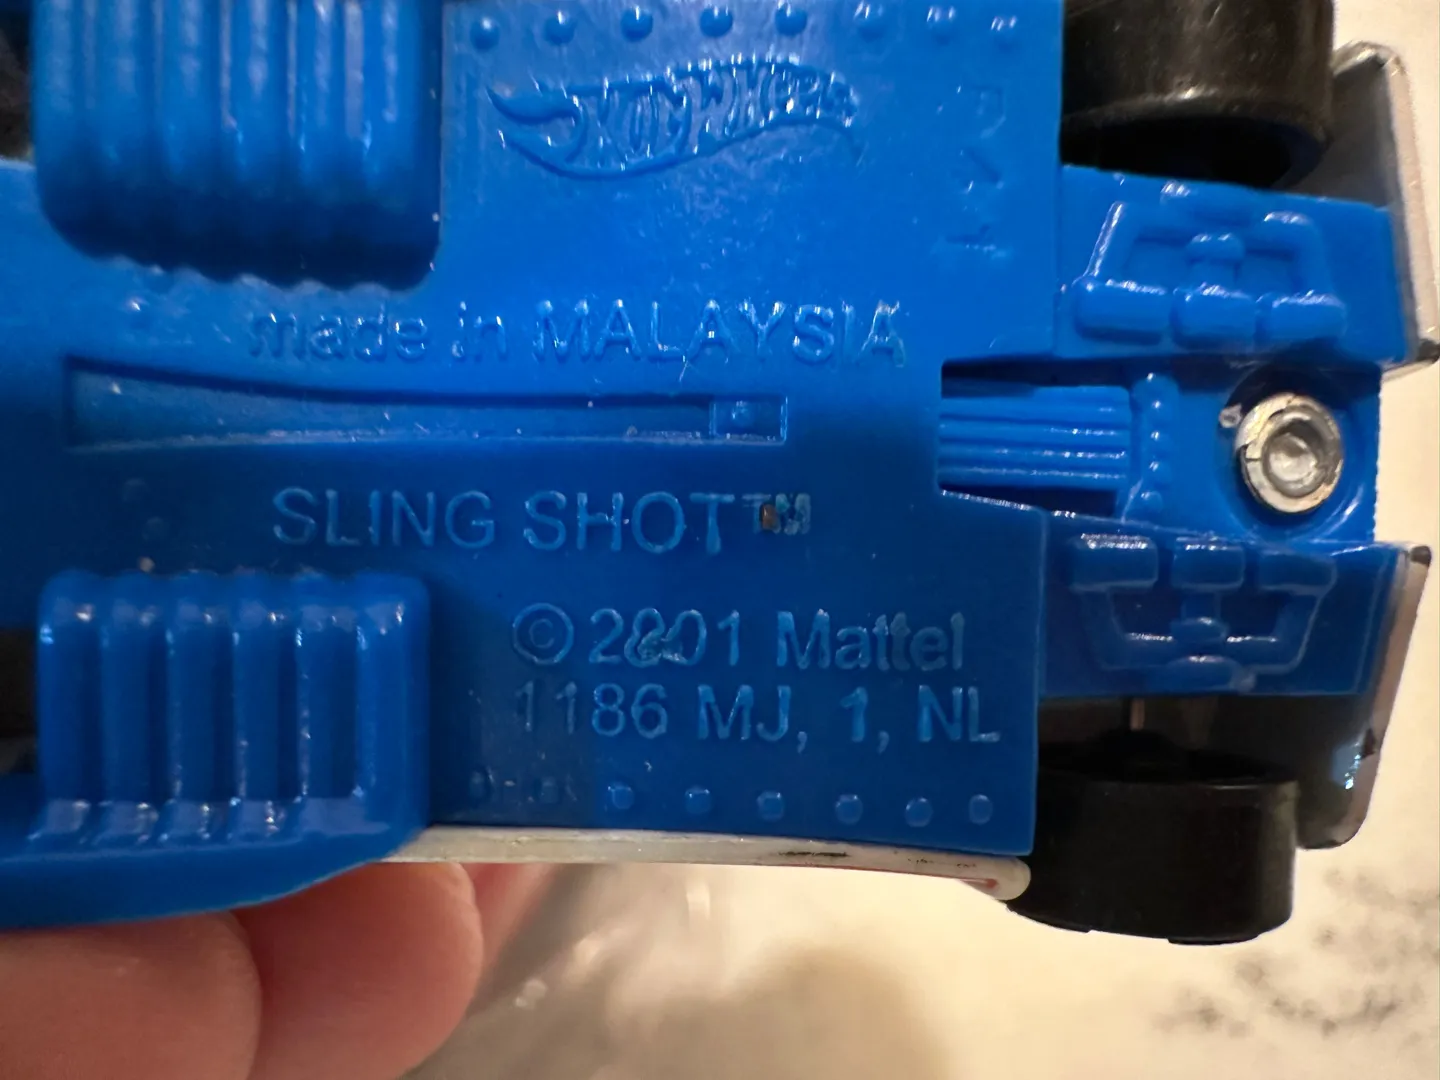 Hot Wheels
made in MALAYSIA
SLING SHOT™
© 2001 Mattel
1186 MJ, 1, NL